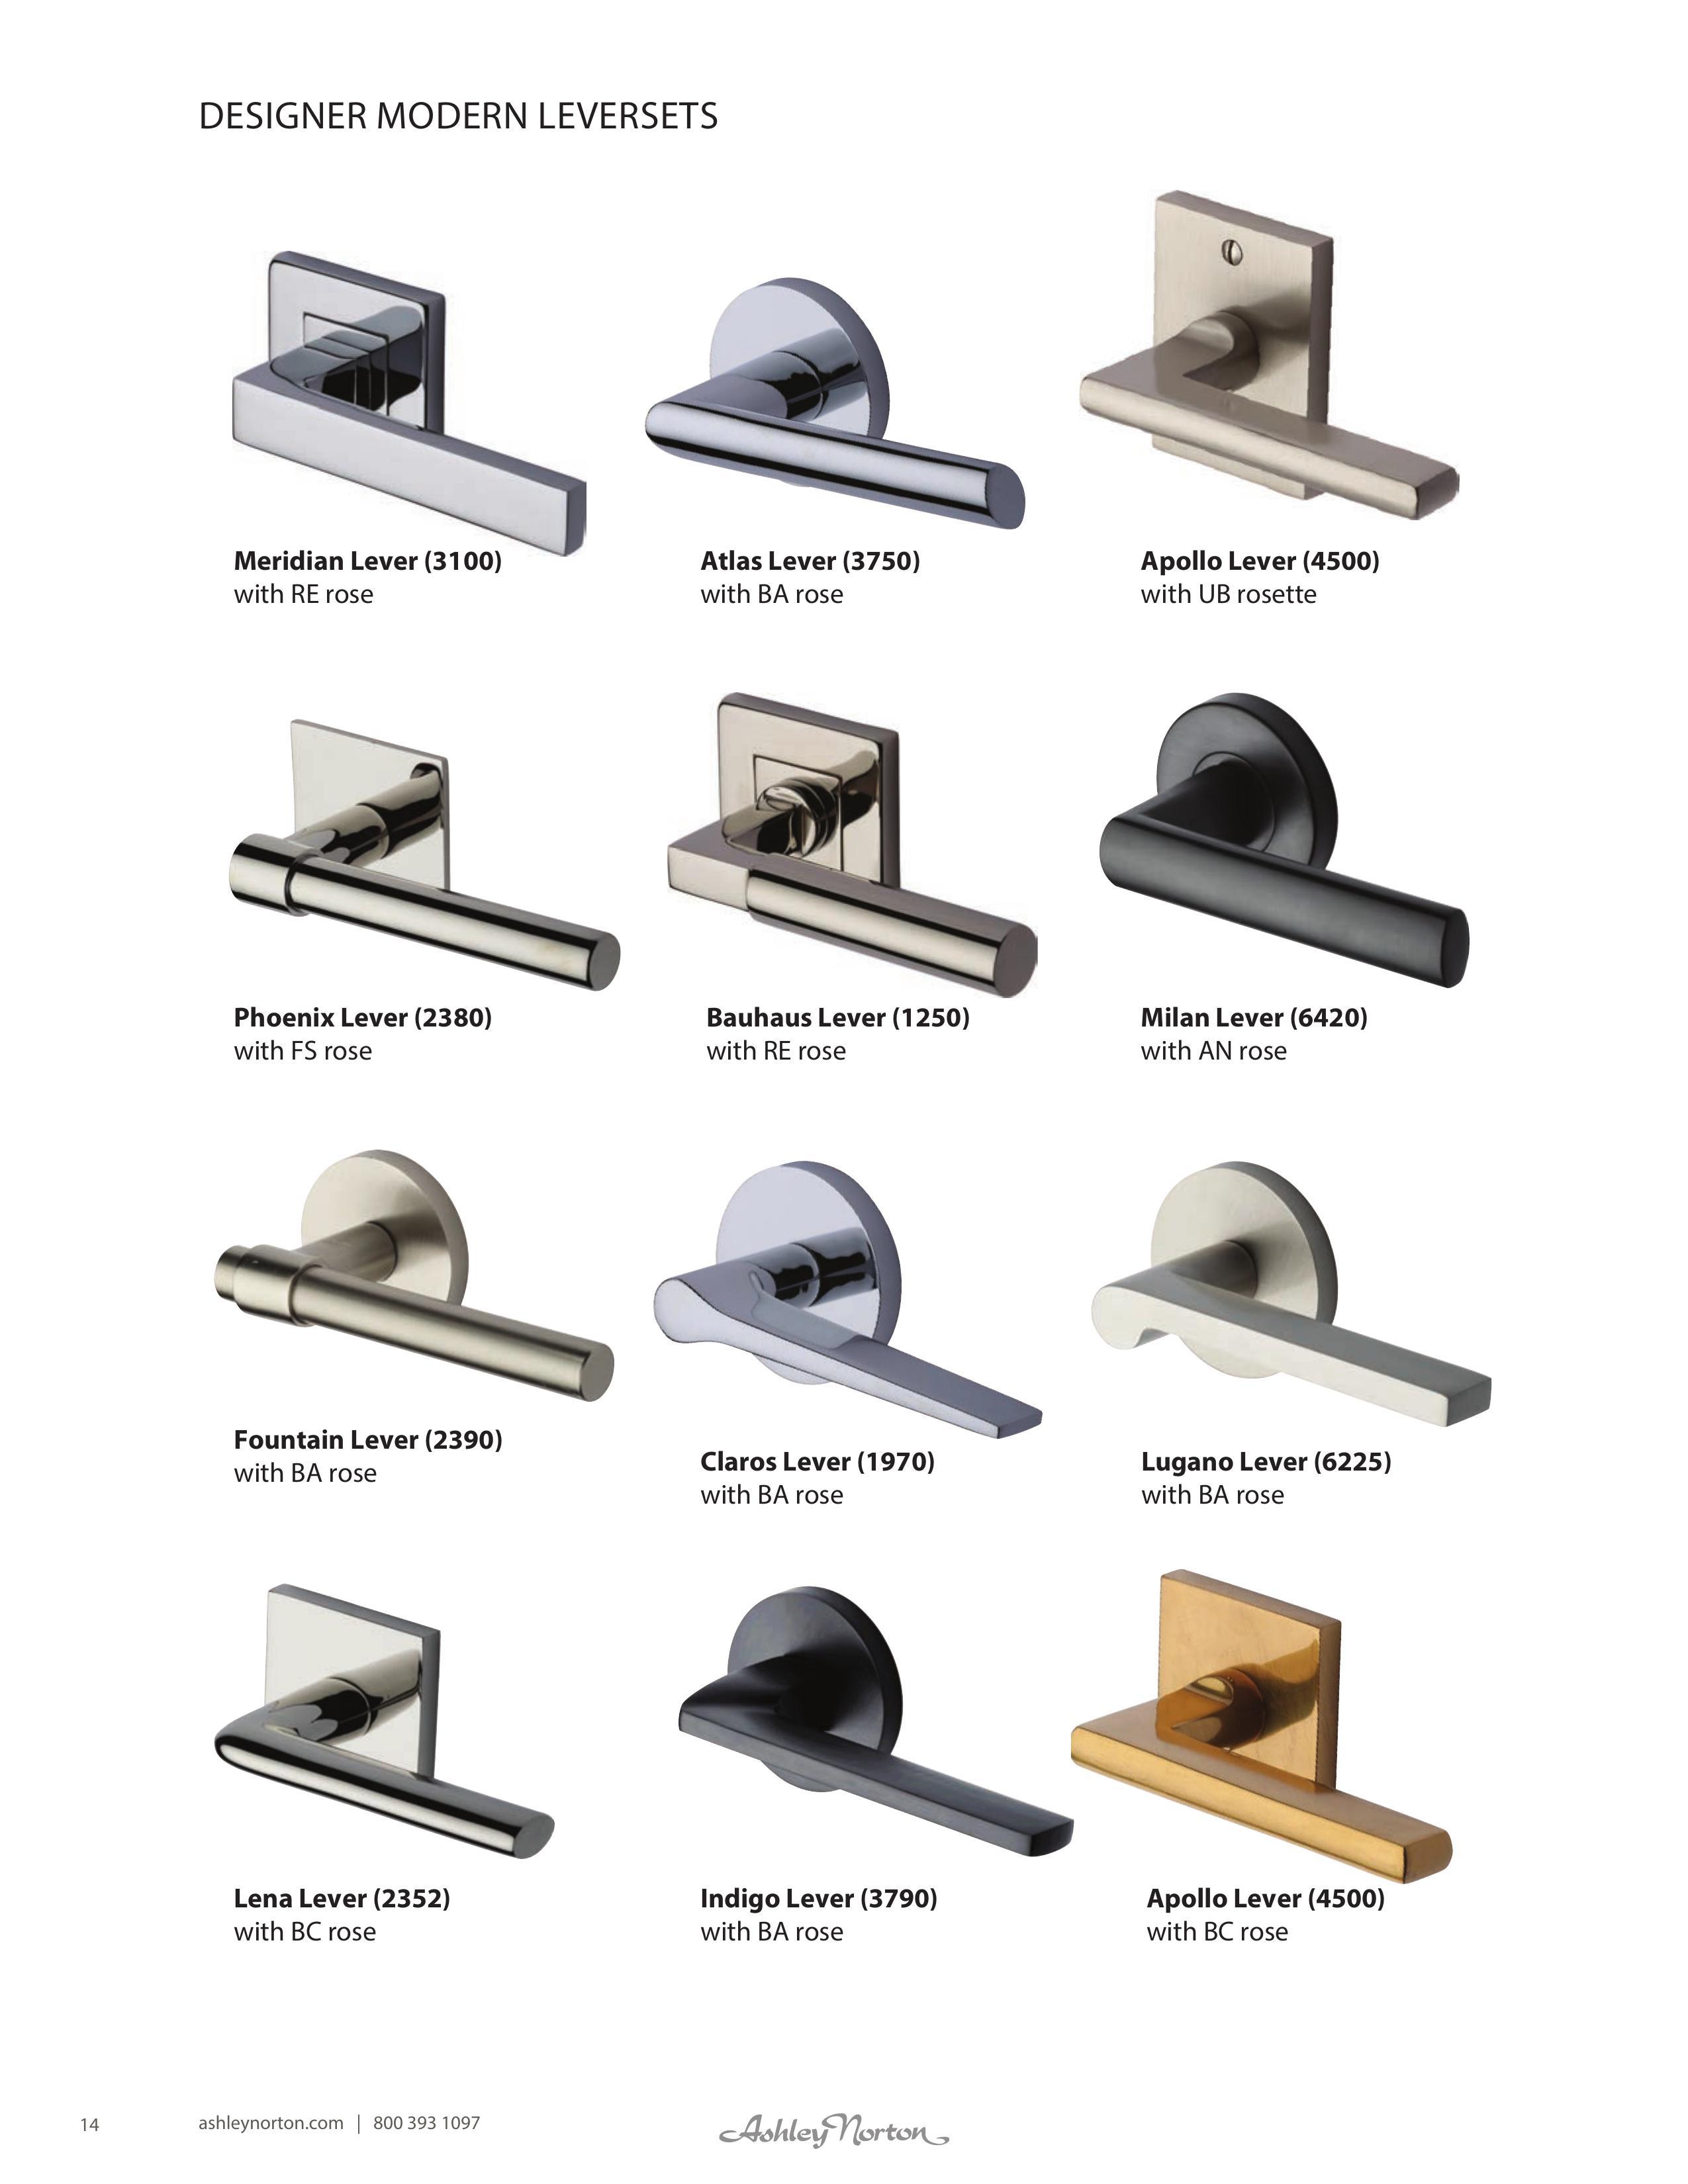 DESIGNER MODERN LEVERSETS
Meridian Lever (3100)
with RE rose
Atlas Lever (3750)
with BA rose
Apollo Lever (4500)
with UB rosette
Phoenix Lever (2380)
with FS rose
Bauhaus Lever (1250)
with RE rose
Milan Lever (6420)
with AN rose
Fountain Lever (2390)
with BA rose
Claros Lever (1970)
with BA rose
Lugano Lever (6225)
with BA rose
Lena Lever (2352)
with BC rose
Indigo Lever (3790)
with BA rose
Apollo Lever (4500)
with BC rose
14
ashleynorton.com | 800 393 1097
Ashley Norton